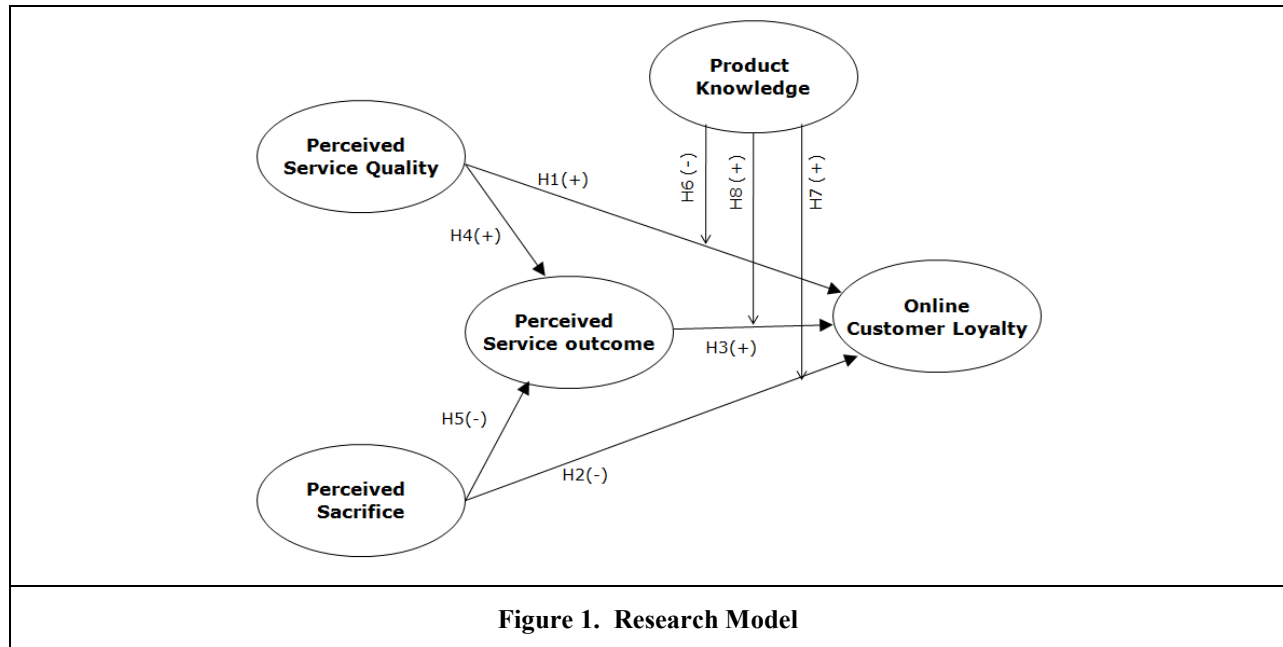 Product
Knowledge
Perceived
Service Quality
H1(+)
H6 (-)
H8 (+)
H7 (+)
H4(+)
Perceived
Service outcome
Online
Customer Loyalty
H3(+)
H5(-)
H2(-)
Perceived
Sacrifice
Figure 1. Research Model